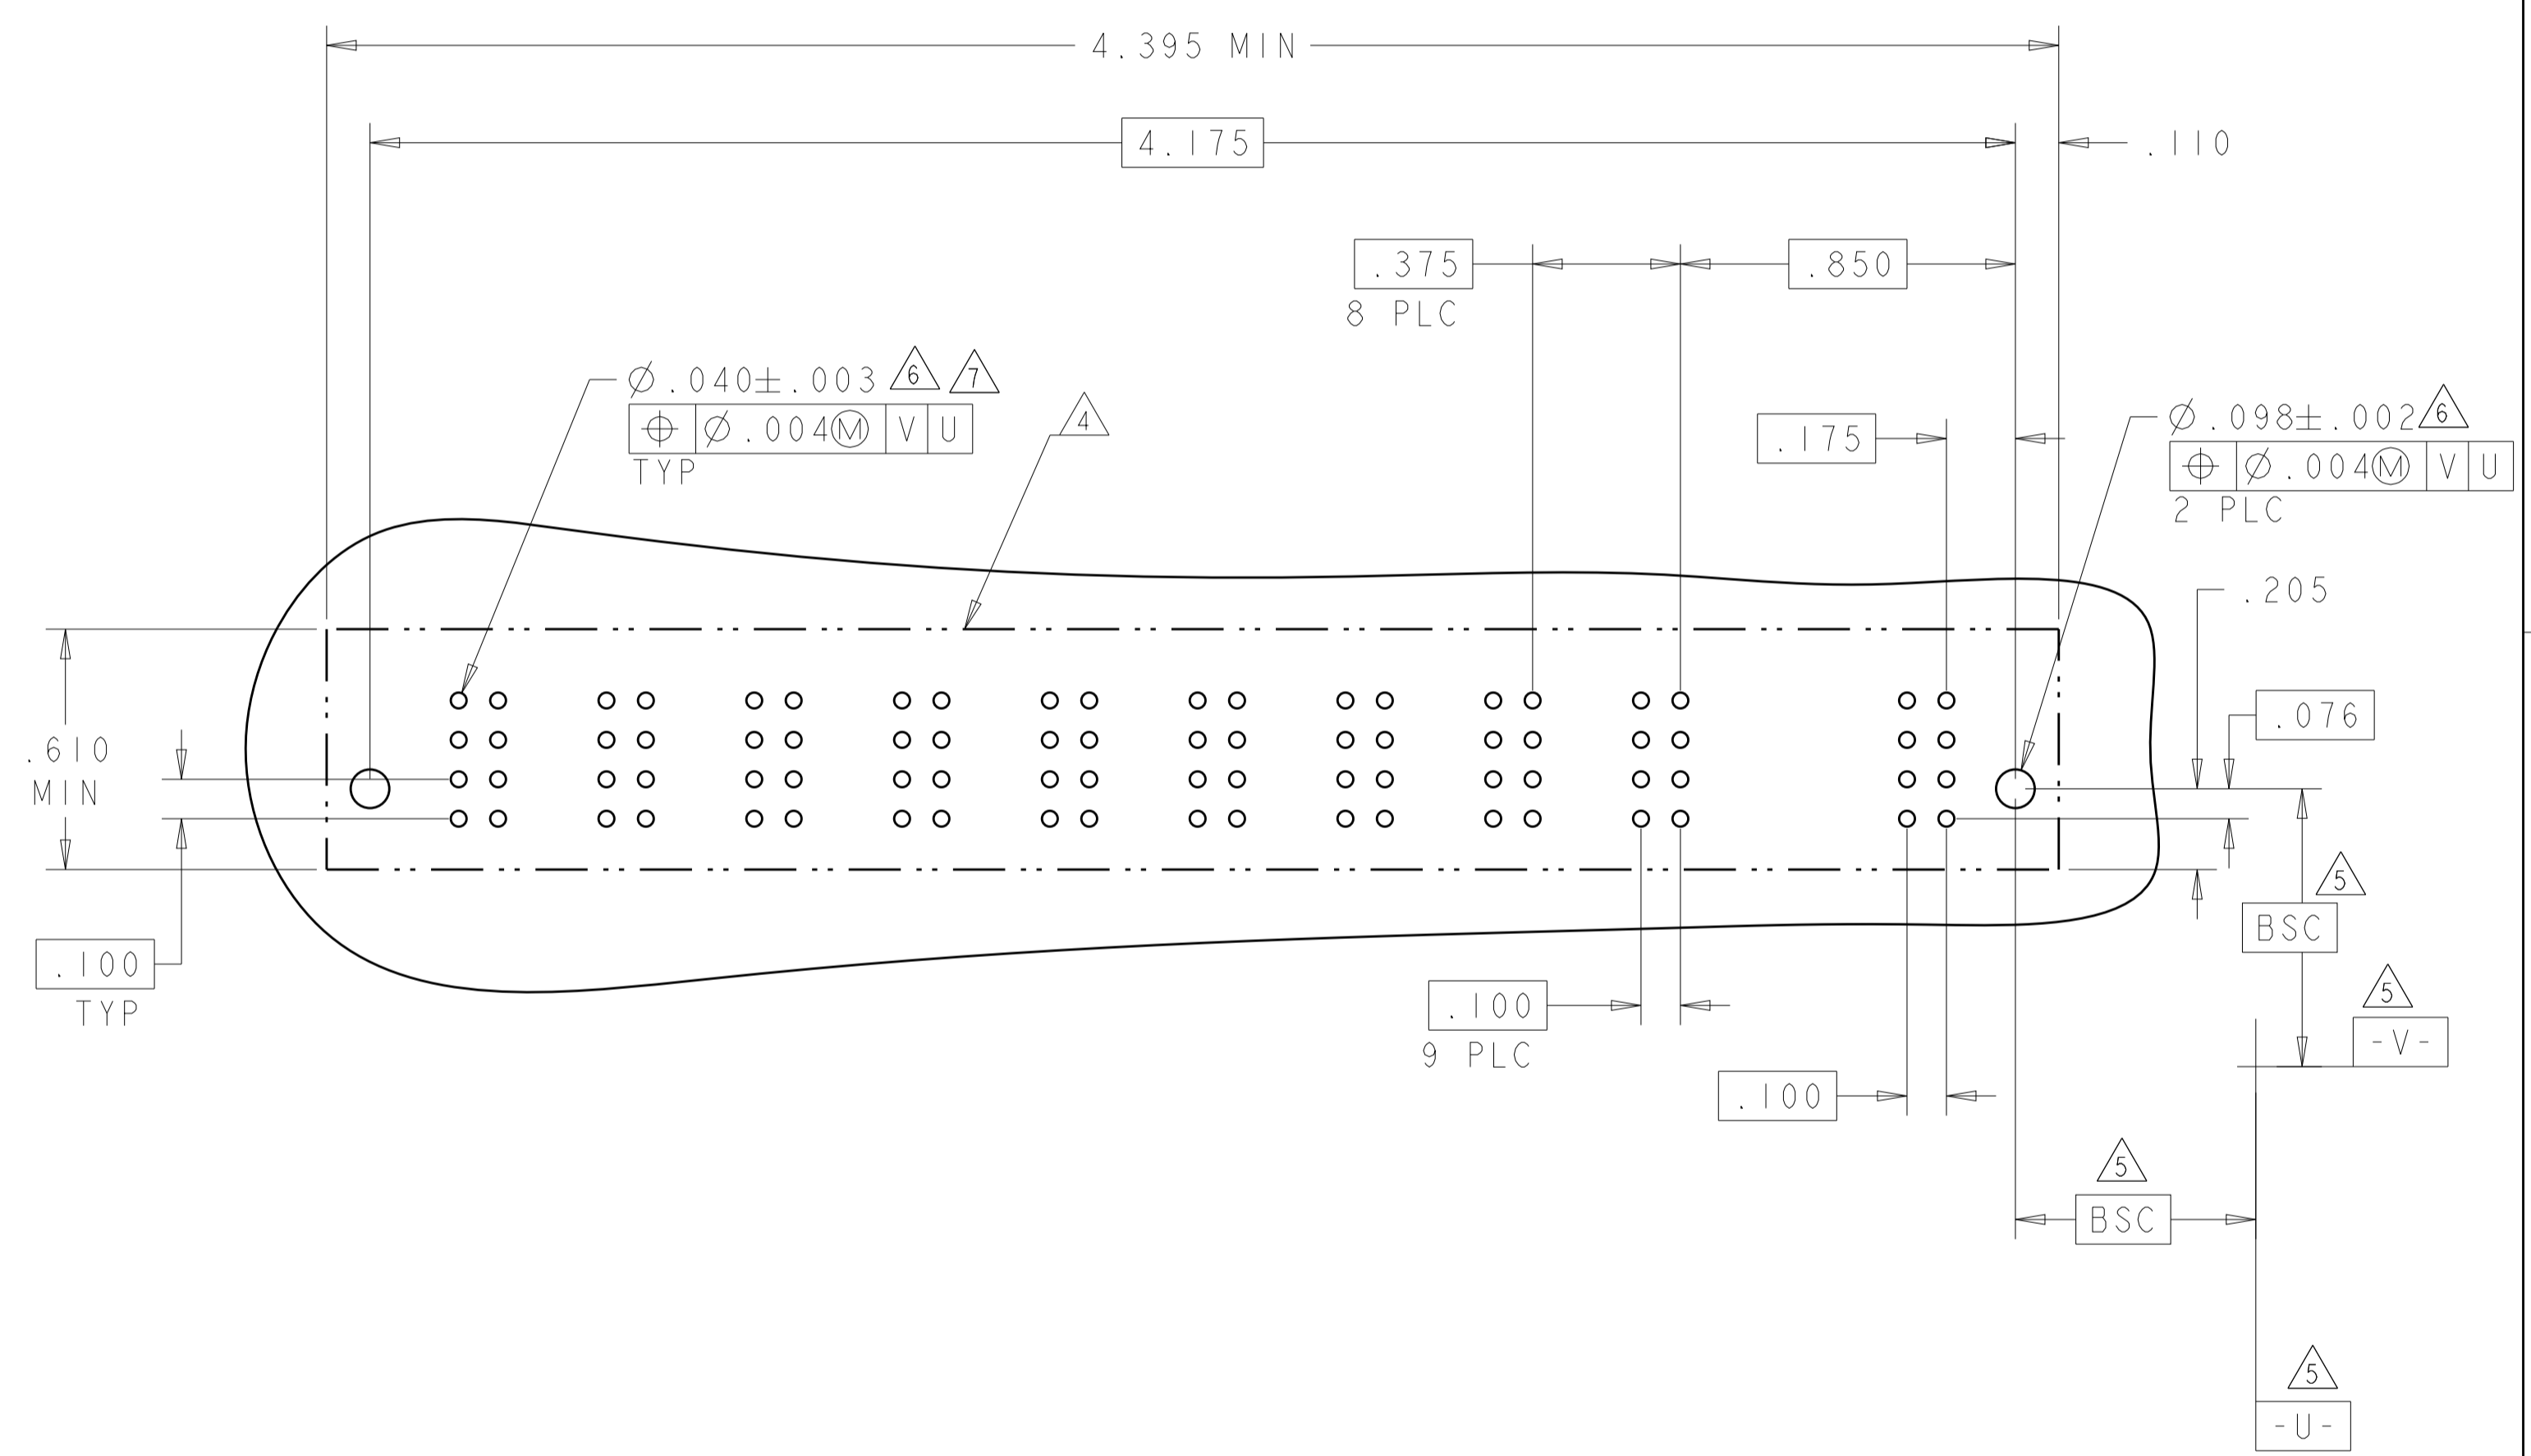 4.395 MIN
4.175
.110
.375
8 PLC
.850
⌀.040±.003 6 7
⌖ ⌀.004Ⓜ V U
TYP
4
.175
⌀.098±.002 6
⌖ ⌀.004Ⓜ V U
2 PLC
.205
.076
.610
MIN
5
BSC
.100
TYP
.100
9 PLC
5
-V-
.100
5
BSC
5
-U-